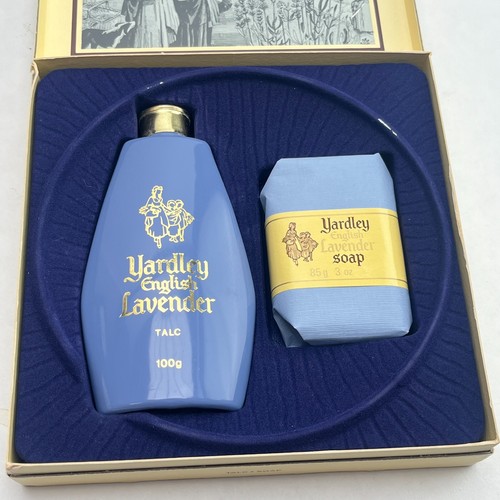 Yardley
English
Lavender
TALC
100g
Yardley
English
Lavender
soap
85g 3 oz